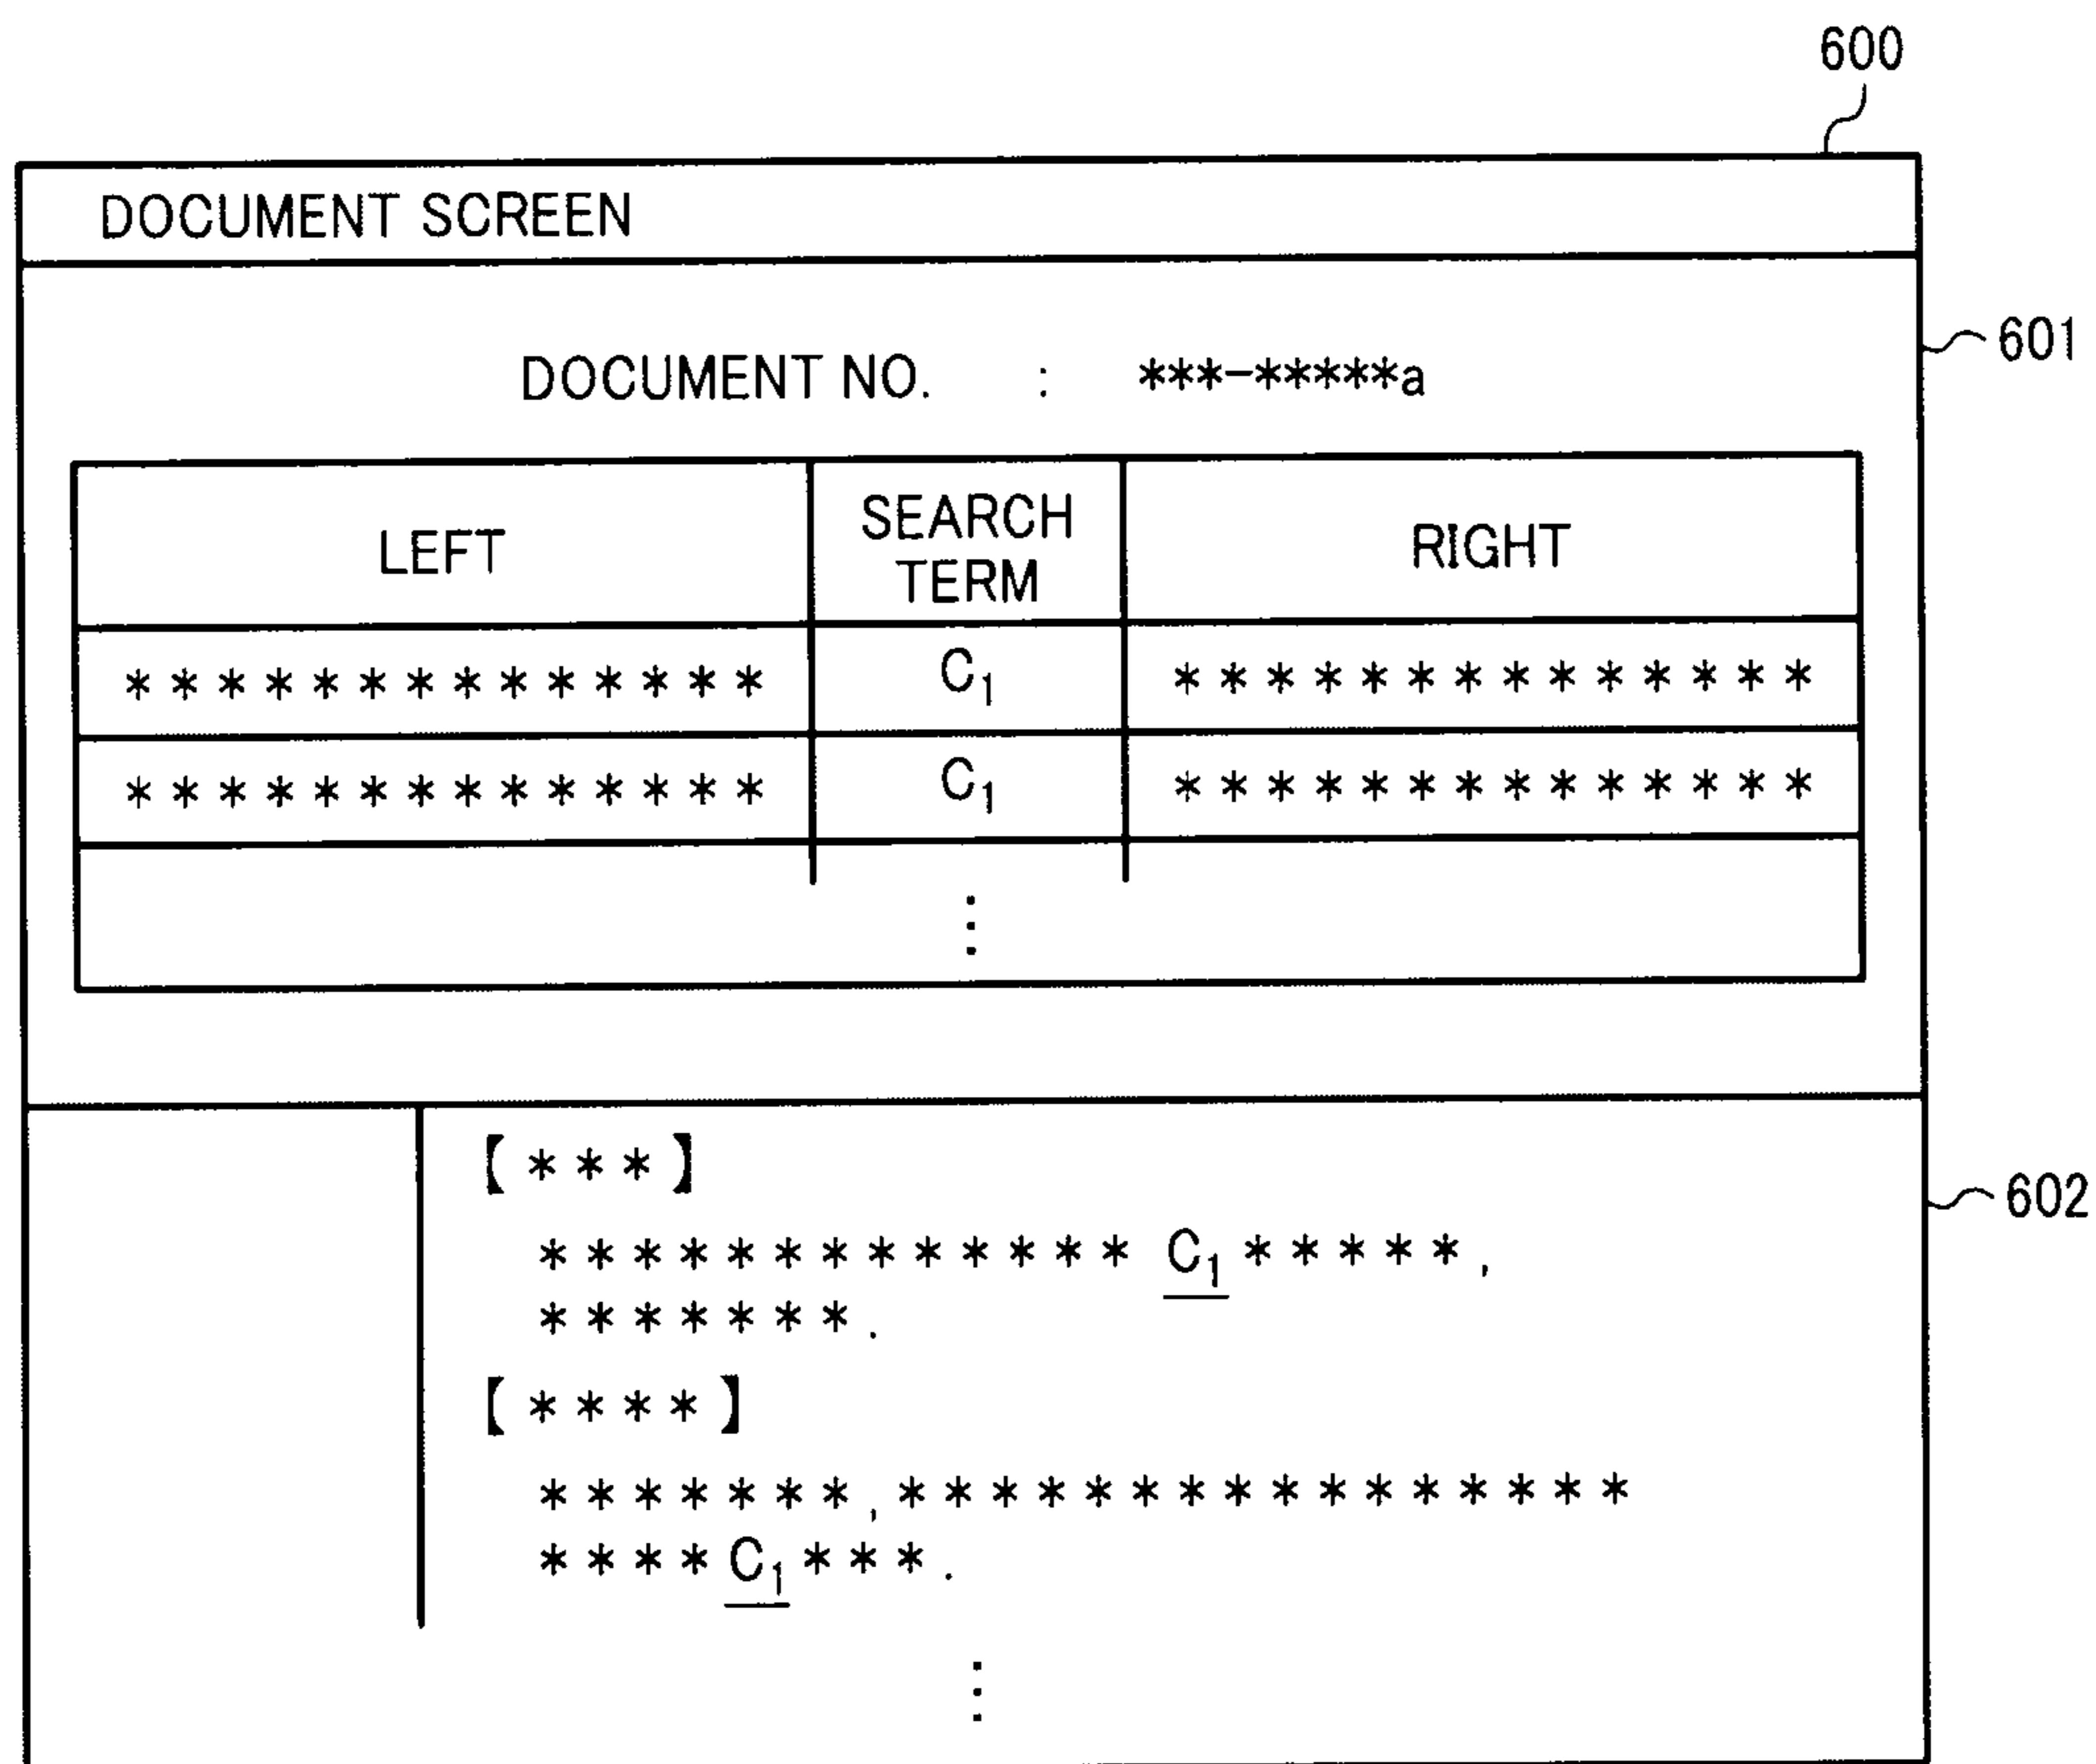 600
DOCUMENT SCREEN
601
DOCUMENT NO. : ***-*****a
LEFT SEARCH TERM RIGHT
* * * * * * * * * * * * * * C₁ * * * * * * * * * * * * * *
* * * * * * * * * * * * * * C₁ * * * * * * * * * * * * * *
⋮
【* * *】
602
* * * * * * * * * * * * * C₁ * * * * *,
* * * * * * *.
【* * * *】
* * * * * * *, * * * * * * * * * * * * * * * *
* * * * C₁ * * *.
⋮